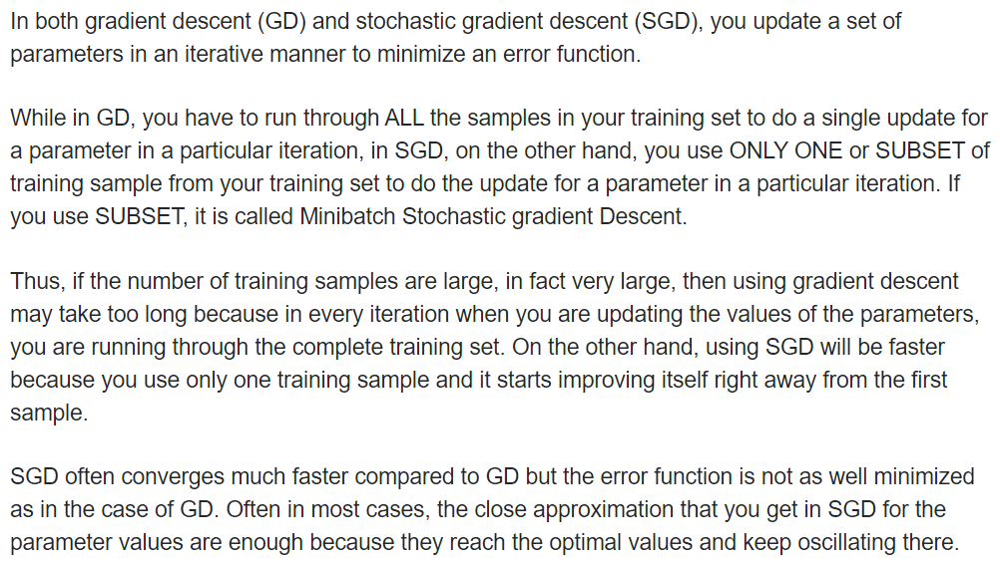 In both gradient descent (GD) and stochastic gradient descent (SGD), you update a set of
parameters in an iterative manner to minimize an error function.
While in GD, you have to run through ALL the samples in your training set to do a single update for
a parameter in a particular iteration, in SGD, on the other hand, you use ONLY ONE or SUBSET of
training sample from your training set to do the update for a parameter in a particular iteration. If
you use SUBSET, it is called Minibatch Stochastic gradient Descent.
Thus, if the number of training samples are large, in fact very large, then using gradient descent
may take too long because in every iteration when you are updating the values of the parameters,
you are running through the complete training set. On the other hand, using SGD will be faster
because you use only one training sample and it starts improving itself right away from the first
sample.
SGD often converges much faster compared to GD but the error function is not as well minimized
as in the case of GD. Often in most cases, the close approximation that you get in SGD for the
parameter values are enough because they reach the optimal values and keep oscillating there.